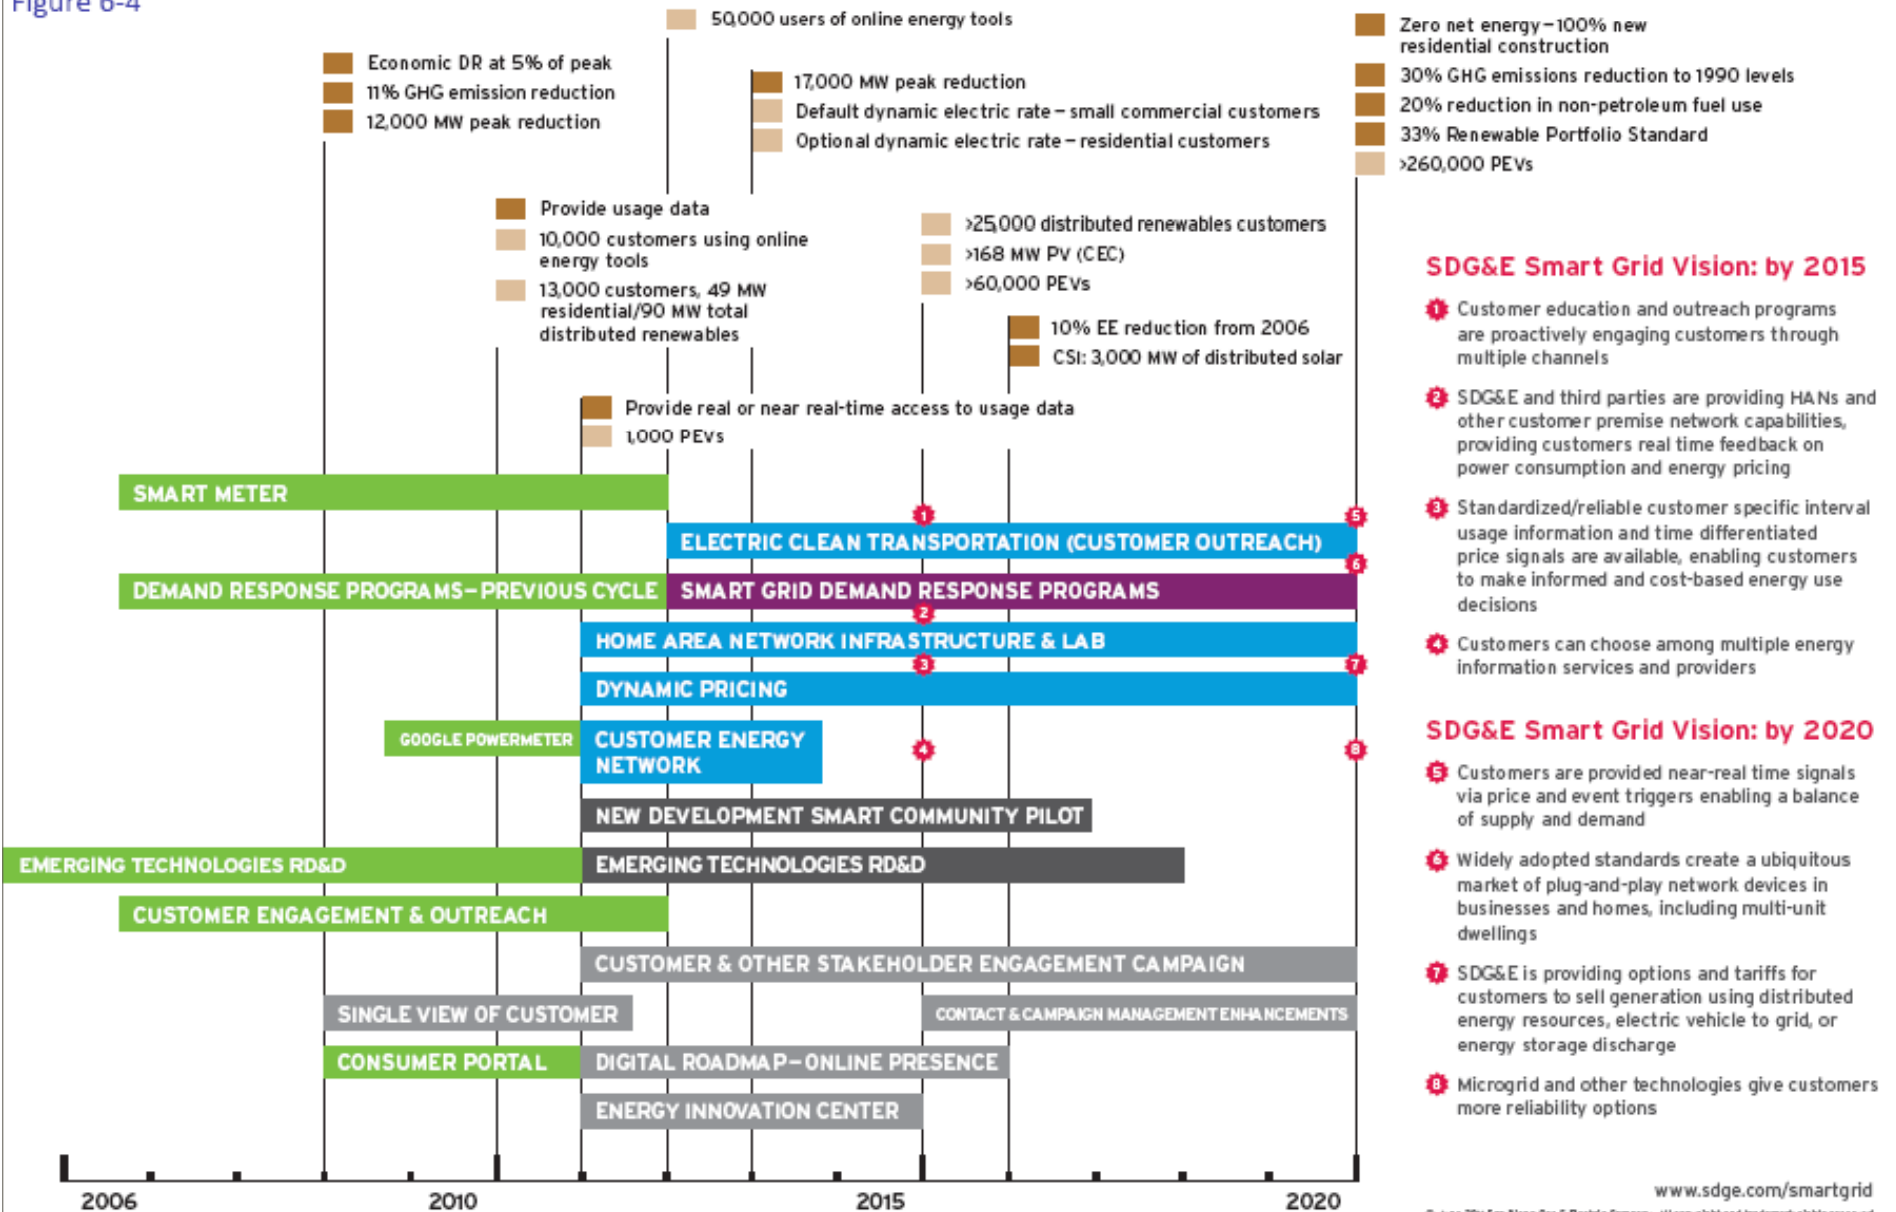 Figure 6-4
50,000 users of online energy tools
Economic DR at 5% of peak
11% GHG emission reduction
12,000 MW peak reduction
17,000 MW peak reduction
Default dynamic electric rate – small commercial customers
Optional dynamic electric rate – residential customers
Zero net energy – 100% new
residential construction
30% GHG emissions reduction to 1990 levels
20% reduction in non-petroleum fuel use
33% Renewable Portfolio Standard
>260,000 PEVs
Provide usage data
10,000 customers using online
energy tools
13,000 customers, 49 MW
residential/90 MW total
distributed renewables
>25,000 distributed renewables customers
>168 MW PV (CEC)
>60,000 PEVs
10% EE reduction from 2006
CSI: 3,000 MW of distributed solar
Provide real or near real-time access to usage data
1,000 PEVs
SMART METER
1
5
ELECTRIC CLEAN TRANSPORTATION (CUSTOMER OUTREACH)
6
DEMAND RESPONSE PROGRAMS – PREVIOUS CYCLE
SMART GRID DEMAND RESPONSE PROGRAMS
2
HOME AREA NETWORK INFRASTRUCTURE & LAB
3
7
DYNAMIC PRICING
GOOGLE POWERMETER
CUSTOMER ENERGY
NETWORK
4
8
NEW DEVELOPMENT SMART COMMUNITY PILOT
EMERGING TECHNOLOGIES RD&D
EMERGING TECHNOLOGIES RD&D
CUSTOMER ENGAGEMENT & OUTREACH
CUSTOMER & OTHER STAKEHOLDER ENGAGEMENT CAMPAIGN
SINGLE VIEW OF CUSTOMER
CONTACT & CAMPAIGN MANAGEMENT ENHANCEMENTS
CONSUMER PORTAL
DIGITAL ROADMAP – ONLINE PRESENCE
ENERGY INNOVATION CENTER
2006
2010
2015
2020
SDG&E Smart Grid Vision: by 2015
1 Customer education and outreach programs
are proactively engaging customers through
multiple channels
2 SDG&E and third parties are providing HANs and
other customer premise network capabilities,
providing customers real time feedback on
power consumption and energy pricing
3 Standardized/reliable customer specific interval
usage information and time differentiated
price signals are available, enabling customers
to make informed and cost-based energy use
decisions
4 Customers can choose among multiple energy
information services and providers
SDG&E Smart Grid Vision: by 2020
5 Customers are provided near-real time signals
via price and event triggers enabling a balance
of supply and demand
6 Widely adopted standards create a ubiquitous
market of plug-and-play network devices in
businesses and homes, including multi-unit
dwellings
7 SDG&E is providing options and tariffs for
customers to sell generation using distributed
energy resources, electric vehicle to grid, or
energy storage discharge
8 Microgrid and other technologies give customers
more reliability options
www.sdge.com/smartgrid